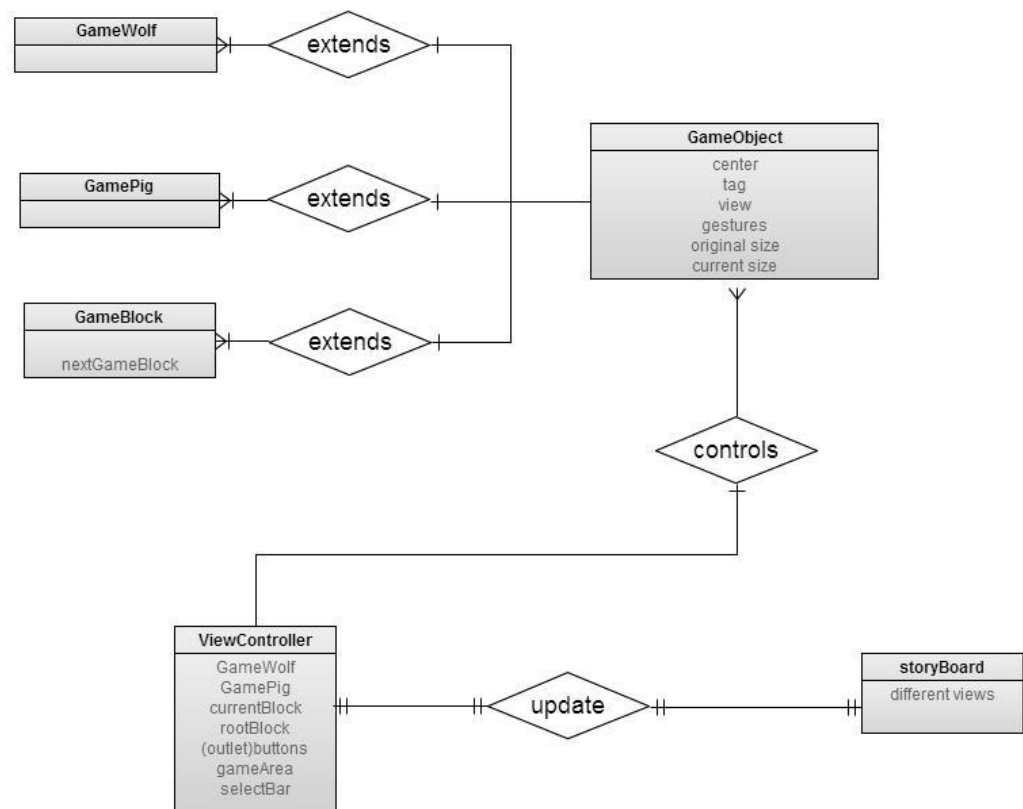 GameWolf
extends
GameObject
center
tag
view
gestures
original size
current size
GamePig
extends
GameBlock
nextGameBlock
extends
controls
ViewController
GameWolf
GamePig
currentBlock
rootBlock
(outlet)buttons
gameArea
selectBar
update
storyBoard
different views